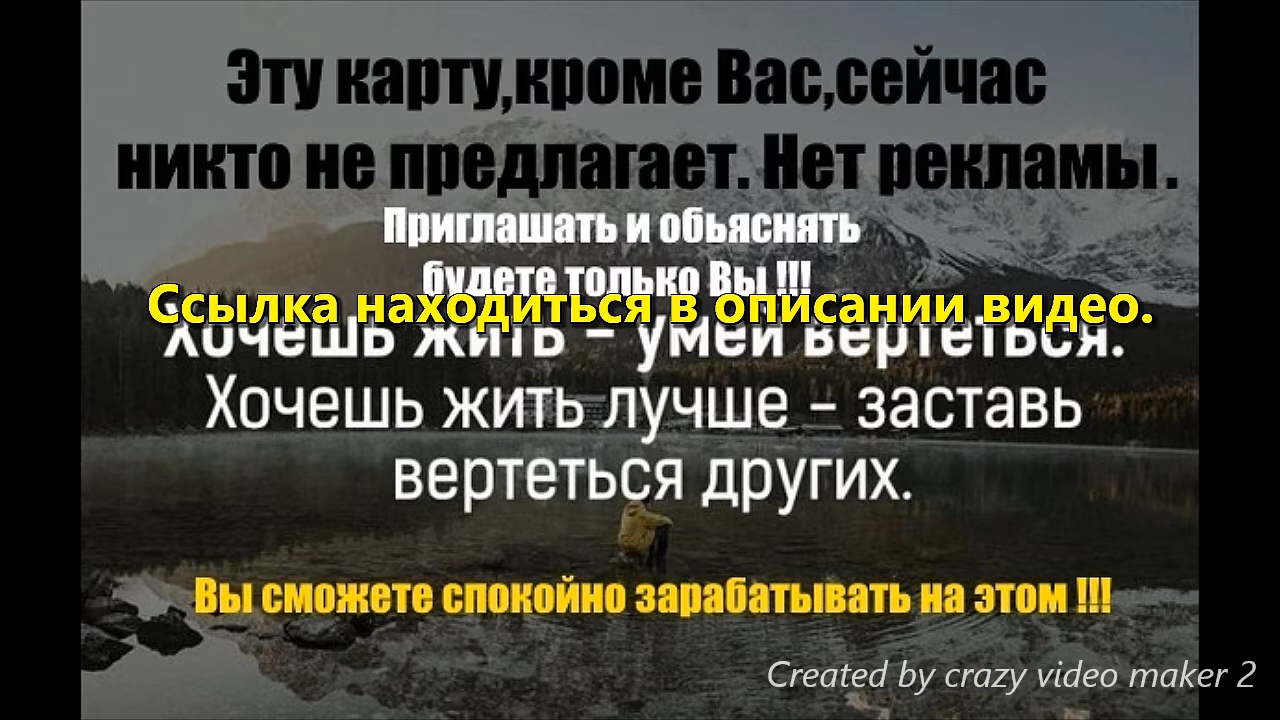 Эту карту,кроме Вас,сейчас
никто не предлагает. Нет рекламы.
Приглашать и обьяснять
будете только Вы !!!
Ссылка находиться в описании видео.
Хочешь жить – умей вертеться.
Хочешь жить лучше – заставь
вертеться других.
Вы сможете спокойно зарабатывать на этом !!!
Created by crazy video maker 2